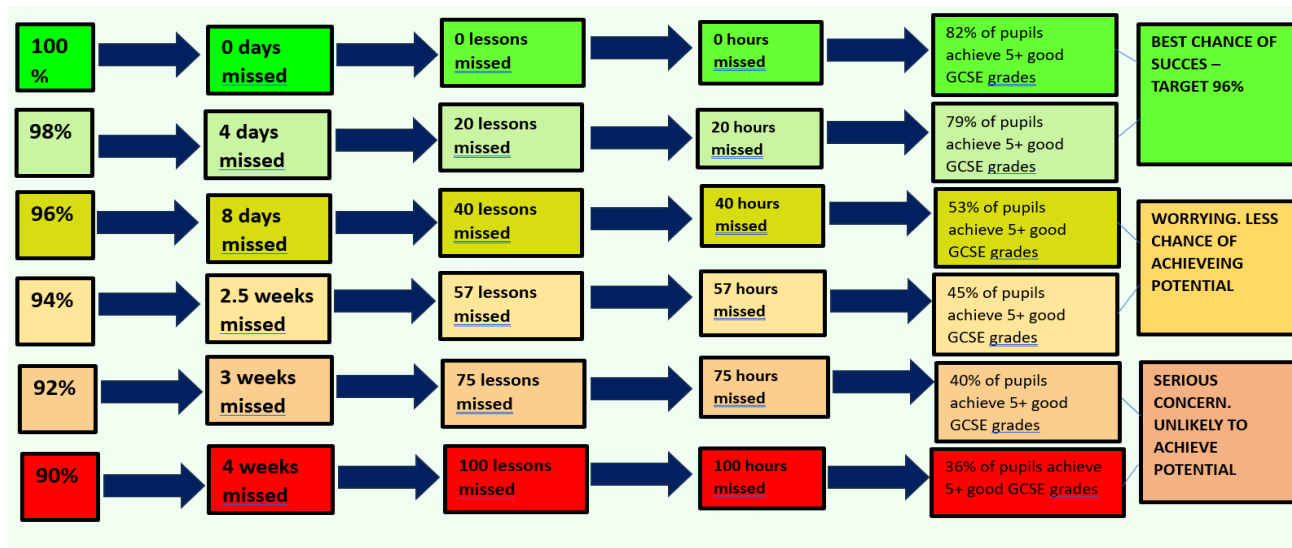 100
%
0 days
missed
0 lessons
missed
0 hours
missed
82% of pupils
achieve 5+ good
GCSE grades
BEST CHANCE OF
SUCCES –
TARGET 96%
98%
4 days
missed
20 lessons
missed
20 hours
missed
79% of pupils
achieve 5+ good
GCSE grades
96%
8 days
missed
40 lessons
missed
40 hours
missed
53% of pupils
achieve 5+ good
GCSE grades
WORRYING. LESS
CHANCE OF
ACHIEVEING
POTENTIAL
94%
2.5 weeks
missed
57 lessons
missed
57 hours
missed
45% of pupils
achieve 5+ good
GCSE grades
92%
3 weeks
missed
75 lessons
missed
75 hours
missed
40% of pupils
achieve 5+ good
GCSE grades
SERIOUS
CONCERN.
UNLIKELY TO
ACHIEVE
POTENTIAL
90%
4 weeks
missed
100 lessons
missed
100 hours
missed
36% of pupils achieve
5+ good GCSE grades